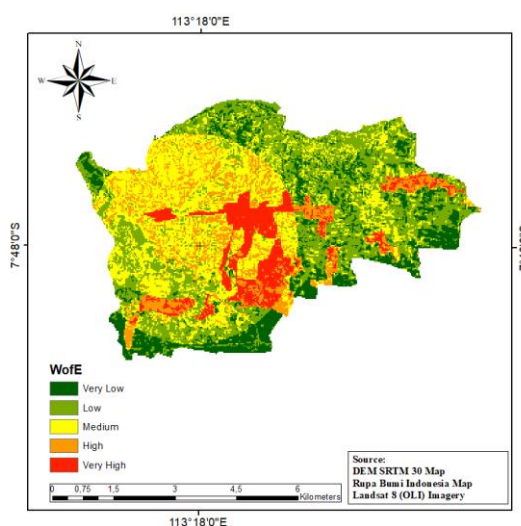 113°18'0"E
N
W E
S
7°48'0"S
WofE
Very Low
Low
Medium
High
Very High
0 0,75 1,5 3 4,5 6
Kilometers
Source:
DEM SRTM 30 Map
Rupa Bumi Indonesia Map
Landsat 8 (OLI) Imagery
113°18'0"E